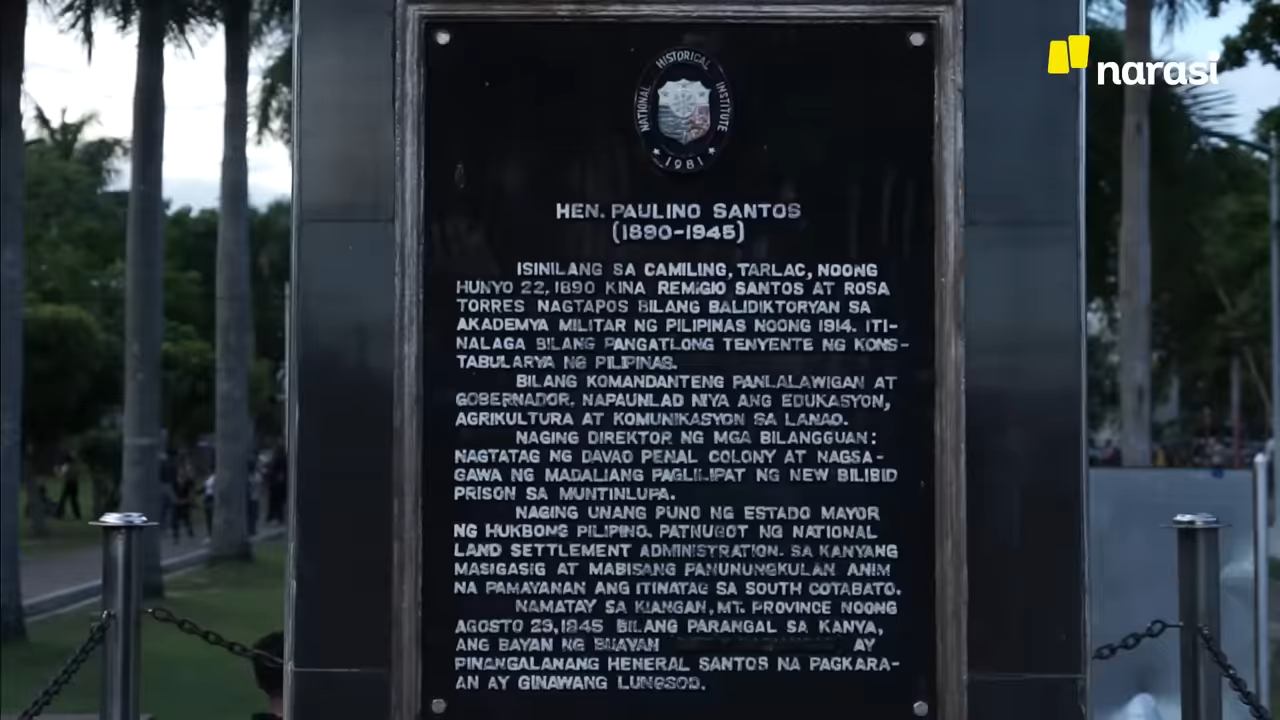 narasi
NATIONAL HISTORICAL INSTITUTE
1981
HEN. PAULINO SANTOS
(1890-1945)
ISINILANG SA CAMILING, TARLAC, NOONG
HUNYO 22, 1890 KINA REMIGIO SANTOS AT ROSA
TORRES NAGTAPOS BILANG BALIDIKTORYAN SA
AKADEMYA MILITAR NG PILIPINAS NOONG 1914. ITI-
NALAGA BILANG PANGATLONG TENYENTE NG KONS-
TABULARYA NG PILIPINAS.
BILANG KOMANDANTENG PANLALAWIGAN AT
GOBERNADOR, NAPAUNLAD NIYA ANG EDUKASYON,
AGRIKULTURA AT KOMUNIKASYON SA LANAO.
NAGING DIREKTOR NG MGA BILANGGUAN:
NAGTATAG NG DAVAO PENAL COLONY AT NAGSA-
GAWA NG MADALIANG PAGLILIPAT NG NEW BILIBID
PRISON SA MUNTINLUPA.
NAGING UNANG PUNO NG ESTADO MAYOR
NG HUKBONG PILIPINO. PATNUGOT NG NATIONAL
LAND SETTLEMENT ADMINISTRATION. SA KANYANG
MASIGASIG AT MABISANG PANUNUNGKULAN ANIM
NA PAMAYANAN ANG ITINATAG SA SOUTH COTABATO.
NAMATAY SA KIANGAN, MT. PROVINCE NOONG
AGOSTO 29, 1945 BILANG PARANGAL SA KANYA,
ANG BAYAN NG BUAYAN AY
PINANGALANANG HENERAL SANTOS NA PAGKARA-
AN AY GINAWANG LUNGSOD.